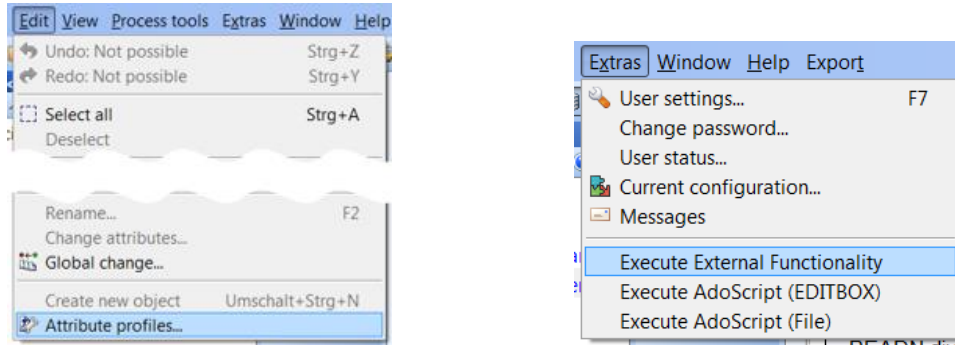 Edit View Process tools Extras Window Help
Undo: Not possible Strg+Z
Redo: Not possible Strg+Y
Select all Strg+A
Deselect
Rename... F2
Change attributes...
Global change...
Create new object Umschalt+Strg+N
Attribute profiles...
Extras Window Help Export
User settings... F7
Change password...
User status...
Current configuration...
Messages
Execute External Functionality
Execute AdoScript (EDITBOX)
Execute AdoScript (File)